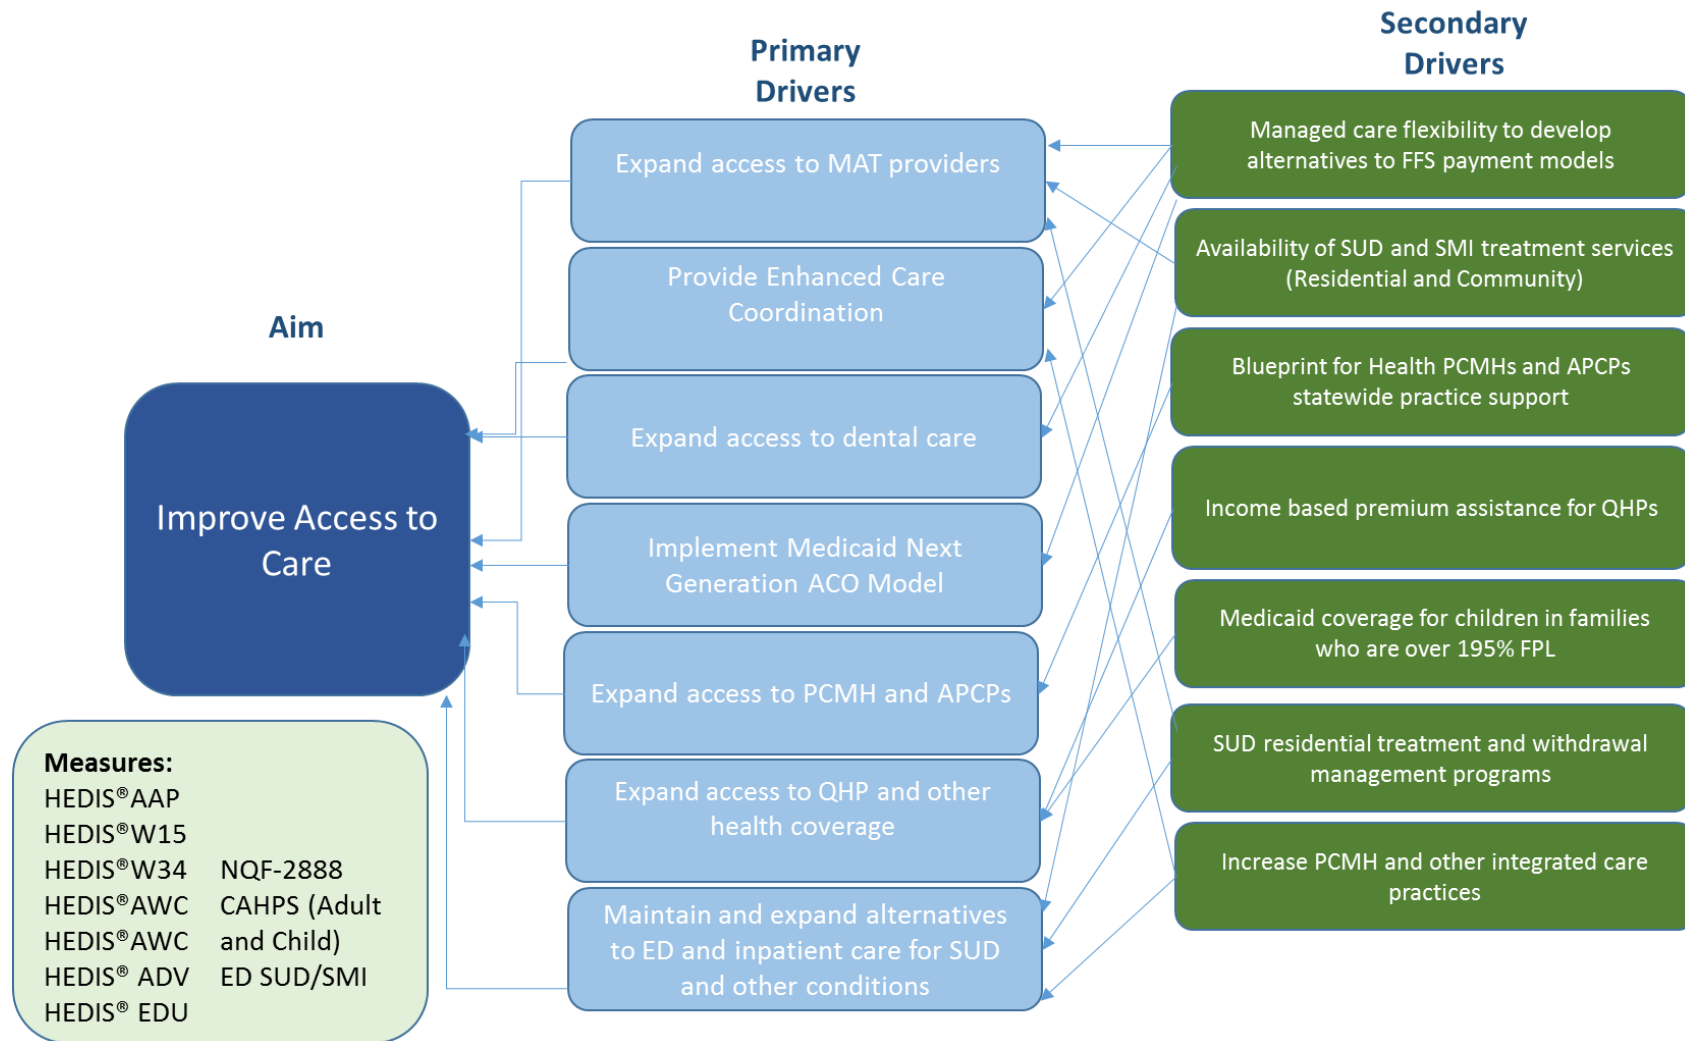 Secondary
Drivers
Primary
Drivers
Aim
Improve Access to
Care
Expand access to MAT providers
Provide Enhanced Care
Coordination
Expand access to dental care
Implement Medicaid Next
Generation ACO Model
Expand access to PCMH and APCPs
Expand access to QHP and other
health coverage
Maintain and expand alternatives
to ED and inpatient care for SUD
and other conditions
Managed care flexibility to develop
alternatives to FFS payment models
Availability of SUD and SMI treatment services
(Residential and Community)
Blueprint for Health PCMHs and APCPs
statewide practice support
Income based premium assistance for QHPs
Medicaid coverage for children in families
who are over 195% FPL
SUD residential treatment and withdrawal
management programs
Increase PCMH and other integrated care
practices
Measures:
HEDIS®AAP
HEDIS®W15
HEDIS®W34
HEDIS®AWC
HEDIS®AWC
HEDIS® ADV
HEDIS® EDU
NQF-2888
CAHPS (Adult
and Child)
ED SUD/SMI